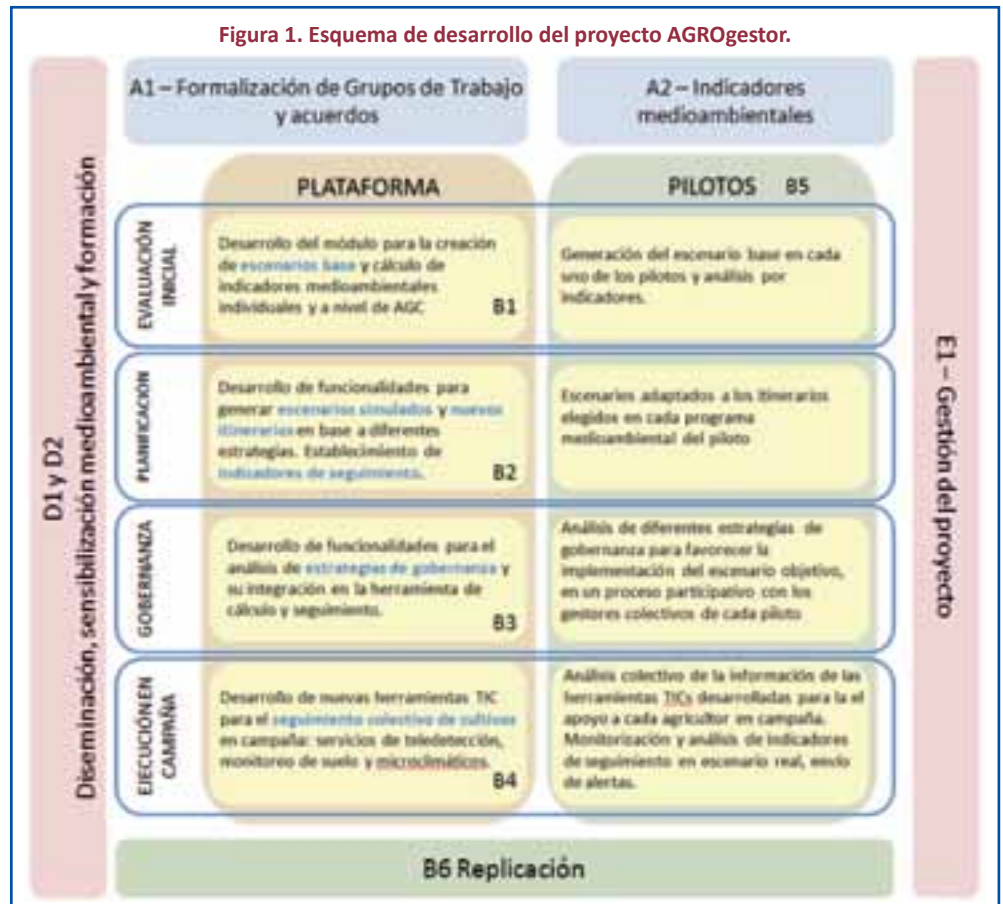 Figura 1. Esquema de desarrollo del proyecto AGROgestor.
D1 y D2
Diseminación, sensibilización medioambiental y formación
A1 – Formalización de Grupos de Trabajo
y acuerdos
A2 – Indicadores
medioambientales
PLATAFORMA
PILOTOS B5
EVALUACIÓN
INICIAL
Desarrollo del módulo para la creación
de escenarios base y cálculo de
indicadores medioambientales
individuales y a nivel de AGC
B1
Generación del escenario base en cada
uno de los pilotos y análisis por
indicadores.
PLANIFICACIÓN
Desarrollo de funcionalidades para
generar escenarios simulados y nuevos
itinerarios en base a diferentes
estrategias. Establecimiento de
indicadores de seguimiento.
B2
Escenarios adaptados a los itinerarios
elegidos en cada programa
medioambiental del piloto
GOBERNANZA
Desarrollo de funcionalidades para el
análisis de estrategias de gobernanza y
su integración en la herramienta de
cálculo y seguimiento.
B3
Análisis de diferentes estrategias de
gobernanza para favorecer la
implementación del escenario objetivo,
en un proceso participativo con los
gestores colectivos de cada piloto
EJECUCIÓN EN
CAMPAÑA
Desarrollo de nuevas herramientas TIC
para el seguimiento colectivo de cultivos
en campaña: servicios de teledetección,
monitoreo de suelo y microclimáticos.
B4
Análisis colectivo de la información de las
herramientas TICs desarrolladas para la el
apoyo a cada agricultor en campaña.
Monitorización y análisis de indicadores
de seguimiento en escenario real, envío
de alertas.
E1 – Gestión del proyecto
B6 Replicación